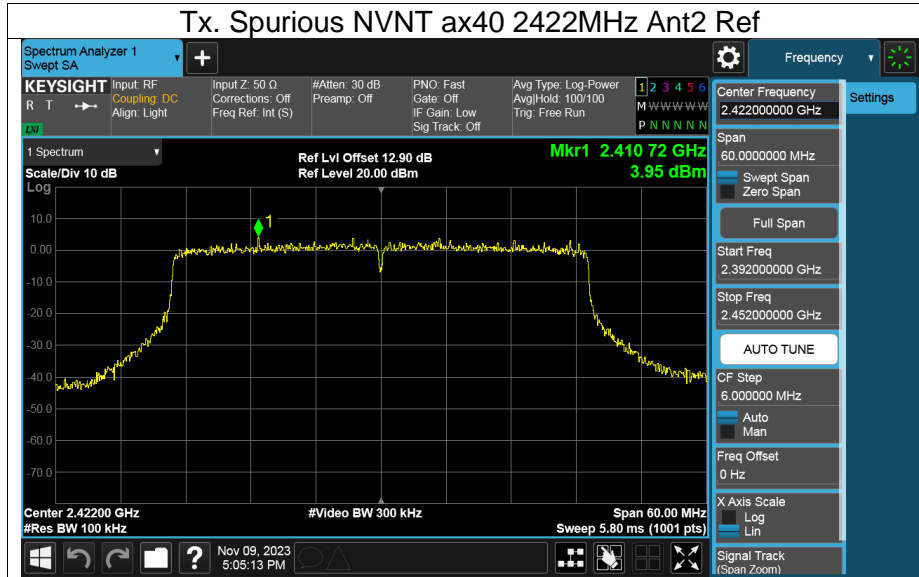 Tx. Spurious NVNT ax40 2422MHz Ant2 Ref
Spectrum Analyzer 1
Swept SA
+
Frequency
KEYSIGHT
R T
LXI
Input: RF
Coupling: DC
Align: Light
Input Z: 50 Ω
Corrections: Off
Freq Ref: Int (S)
#Atten: 30 dB
Preamp: Off
PNO: Fast
Gate: Off
IF Gain: Low
Sig Track: Off
Avg Type: Log-Power
Avg|Hold: 100/100
Trig: Free Run
1 2 3 4 5 6
M W W W W W
P N N N N N
1 Spectrum
Scale/Div 10 dB
Log
Ref Lvl Offset 12.90 dB
Ref Level 20.00 dBm
Mkr1 2.410 72 GHz
3.95 dBm
1
10.0
0.00
-10.0
-20.0
-30.0
-40.0
-50.0
-60.0
-70.0
Center 2.42200 GHz
#Res BW 100 kHz
#Video BW 300 kHz
Span 60.00 MHz
Sweep 5.80 ms (1001 pts)
?
Nov 09, 2023
5:05:13 PM
Center Frequency
2.422000000 GHz
Settings
Span
60.0000000 MHz
Swept Span
Zero Span
Full Span
Start Freq
2.392000000 GHz
Stop Freq
2.452000000 GHz
AUTO TUNE
CF Step
6.000000 MHz
Auto
Man
Freq Offset
0 Hz
X Axis Scale
Log
Lin
Signal Track
(Span Zoom)